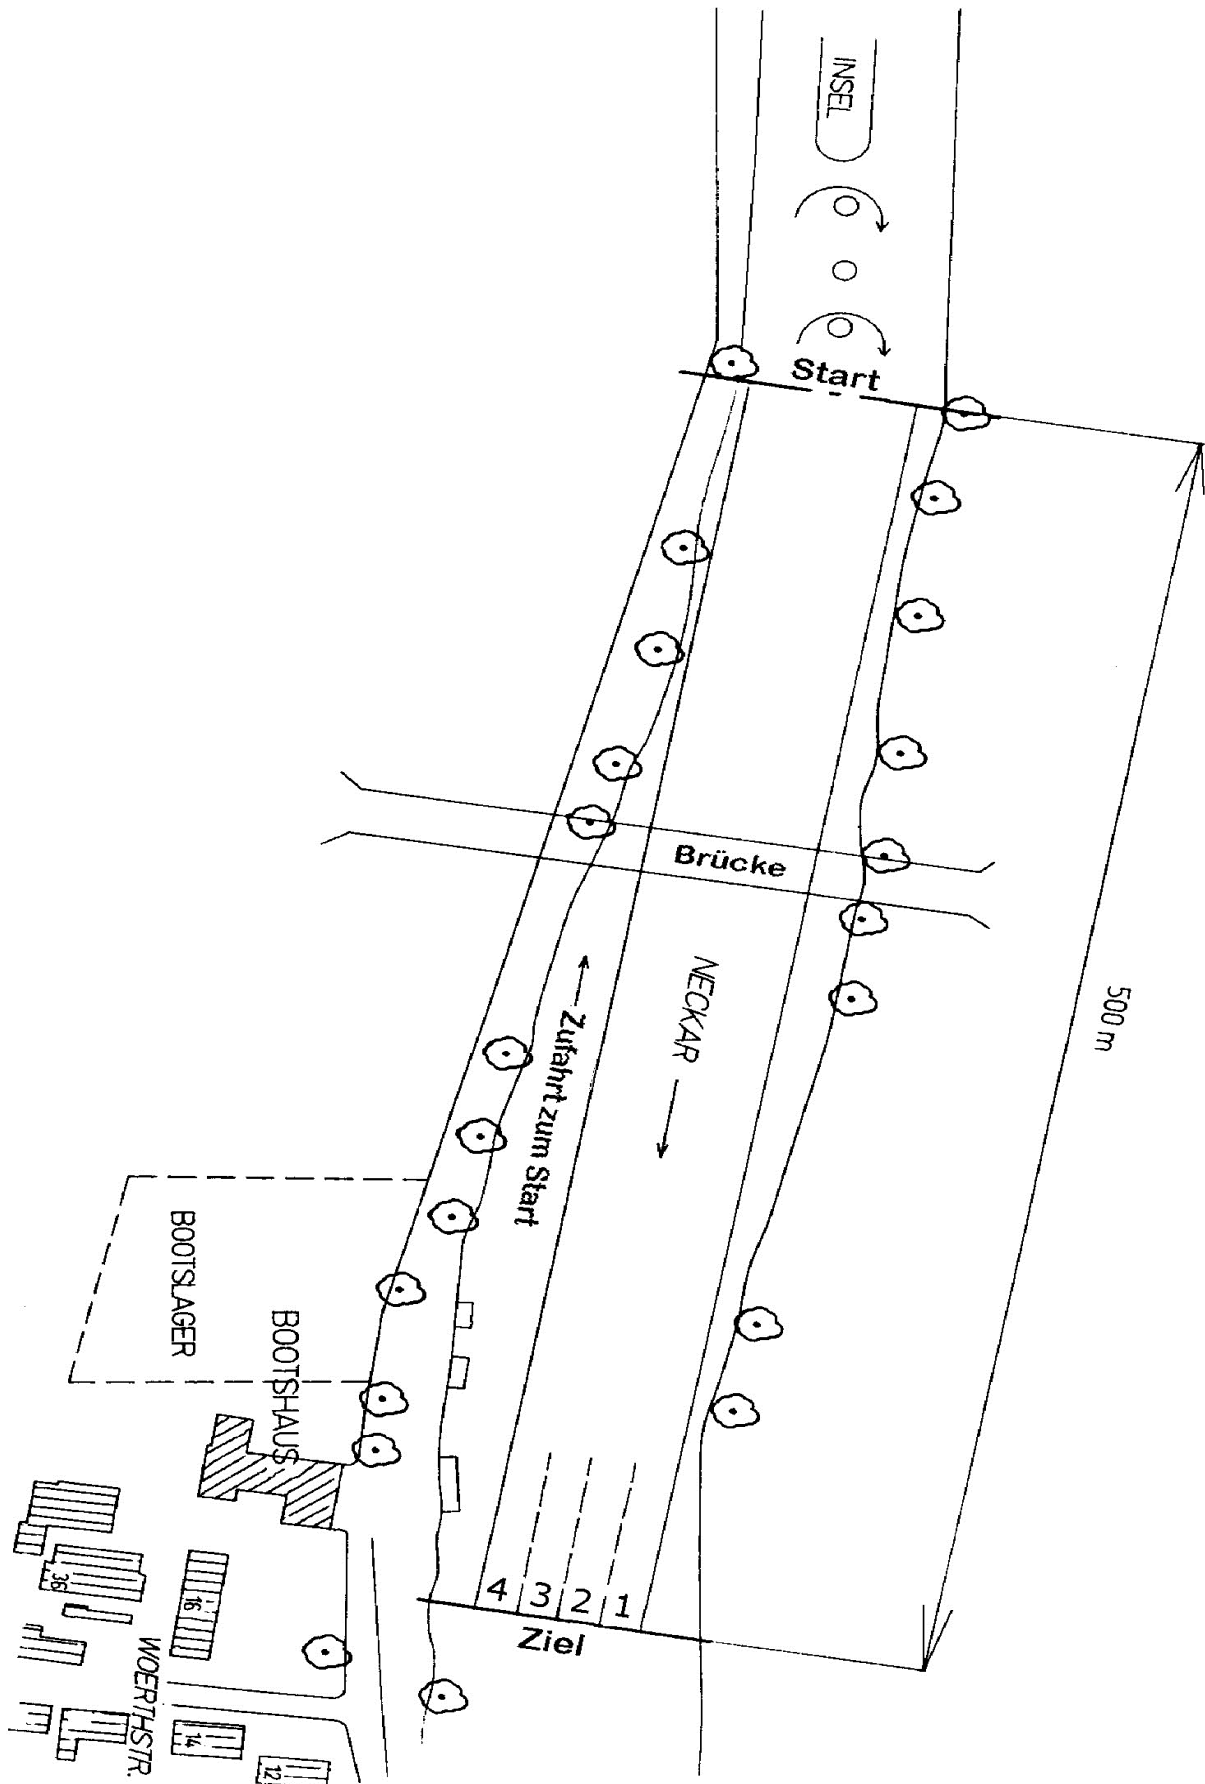 INSEL
Start
Brücke
NECKAR
500 m
Zufahrt zum Start
BOOTSLAGER
BOOTSHAUS
4 3 2 1
Ziel
36
16
WOERTHSTR.
14
12